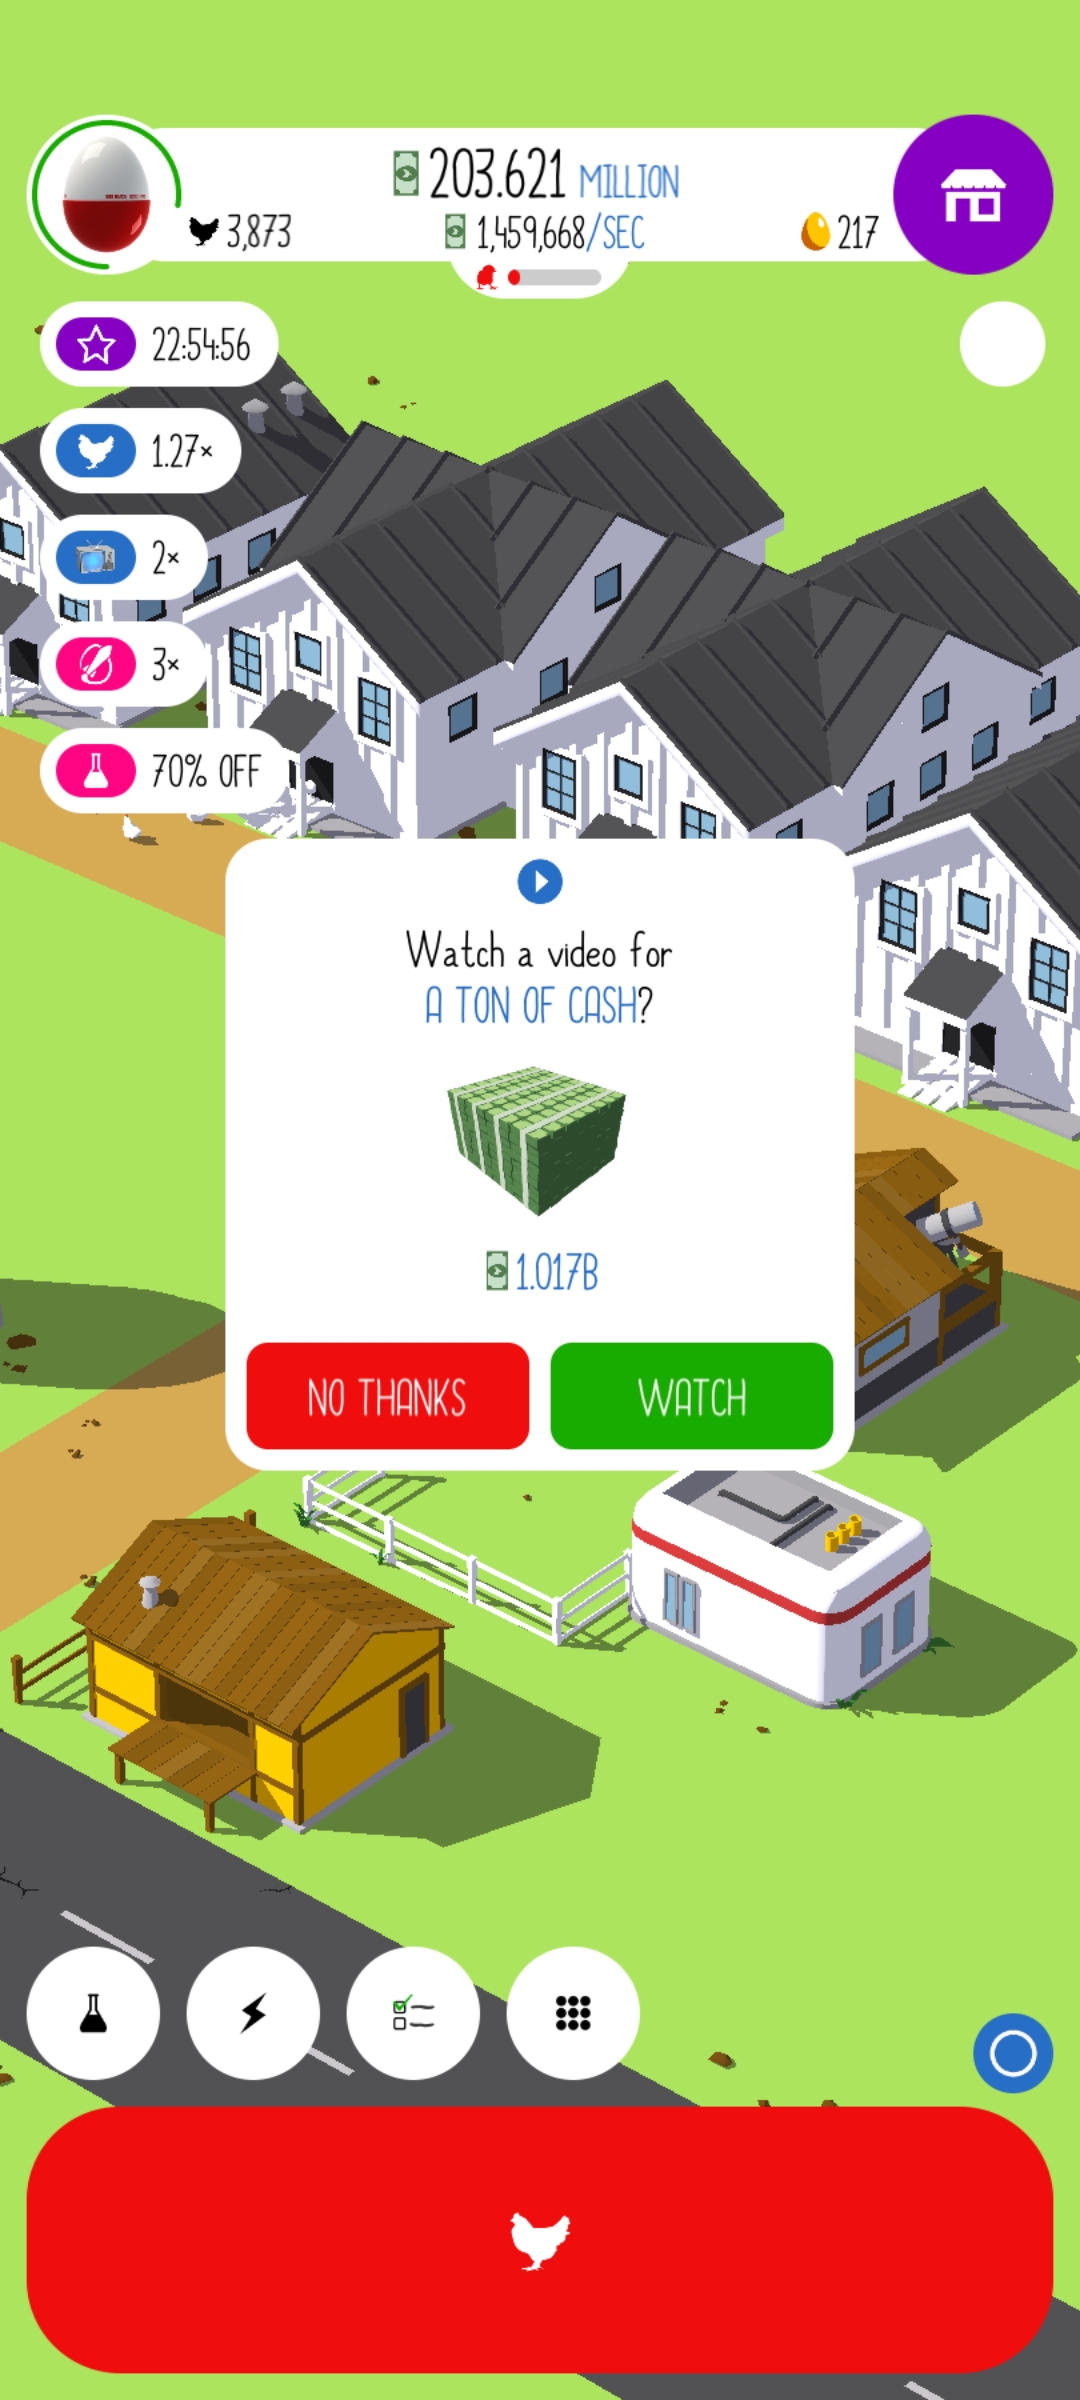 203.621 MILLION
3,873
1,459,668/SEC
217
22:54:56
1.27×
2×
3×
70% OFF
Watch a video for
A TON OF CASH?
1.017B
NO THANKS
WATCH